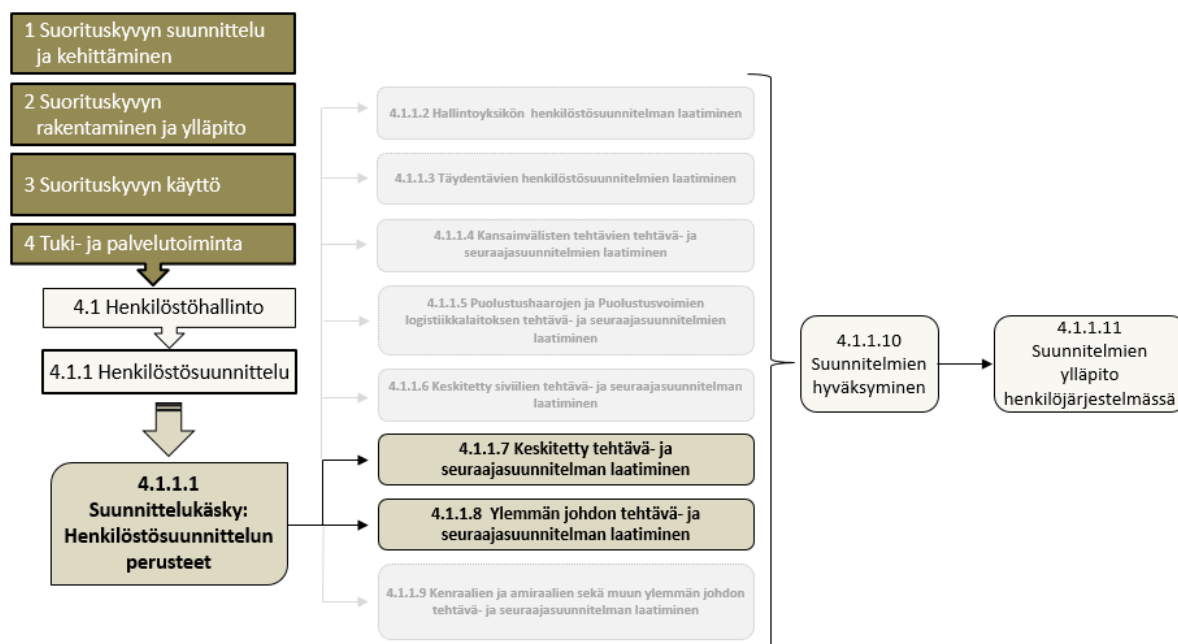 1 Suorituskyvyn suunnittelu
ja kehittäminen
2 Suorituskyvyn
rakentaminen ja ylläpito
3 Suorituskyvyn käyttö
4 Tuki- ja palvelutoiminta
4.1 Henkilöstöhallinto
4.1.1 Henkilöstösuunnittelu
4.1.1.1
Suunnittelukäsky:
Henkilöstösuunnittelun
perusteet
4.1.1.2 Hallintoyksikön henkilöstösuunnitelman laatiminen
4.1.1.3 Täydentävien henkilöstösuunnitelmien laatiminen
4.1.1.4 Kansainvälisten tehtävien tehtävä- ja
seuraajasuunnitelmien laatiminen
4.1.1.5 Puolustushaarojen ja Puolustusvoimien
logistiikkalaitoksen tehtävä- ja seuraajasuunnitelmien
laatiminen
4.1.1.6 Keskitetty siviilien tehtävä- ja seuraajasuunnitelman
laatiminen
4.1.1.7 Keskitetty tehtävä- ja
seuraajasuunnitelman laatiminen
4.1.1.8 Ylemmän johdon tehtävä- ja
seuraajasuunnitelman laatiminen
4.1.1.9 Kenraalien ja amiraalien sekä muun ylemmän johdon
tehtävä- ja seuraajasuunnitelman laatiminen
4.1.1.10
Suunnitelmien
hyväksyminen
4.1.1.11
Suunnitelmien
ylläpito
henkilöjärjestelmässä